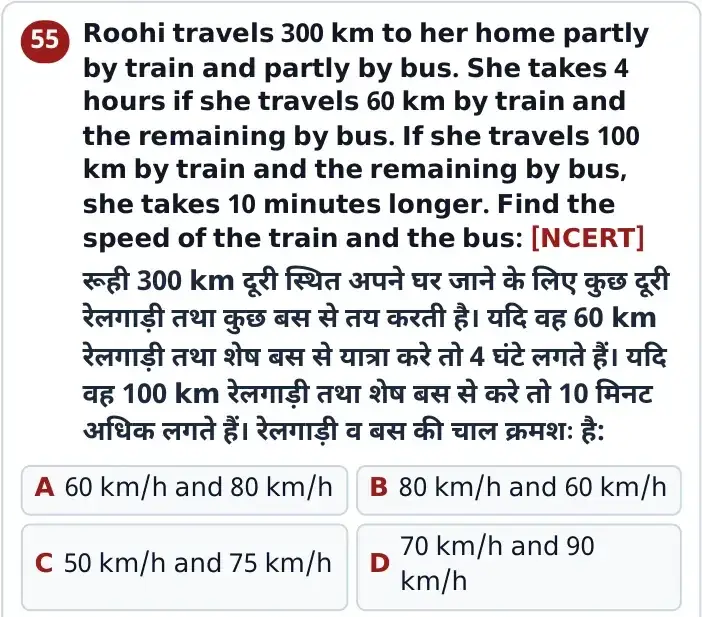 55 Roohi travels 300 km to her home partly
by train and partly by bus. She takes 4
hours if she travels 60 km by train and
the remaining by bus. If she travels 100
km by train and the remaining by bus,
she takes 10 minutes longer. Find the
speed of the train and the bus: [NCERT]
रूही 300 km दूरी स्थित अपने घर जाने के लिए कुछ दूरी
रेलगाड़ी तथा कुछ बस से तय करती है। यदि वह 60 km
रेलगाड़ी तथा शेष बस से यात्रा करे तो 4 घंटे लगते हैं। यदि
वह 100 km रेलगाड़ी तथा शेष बस से करे तो 10 मिनट
अधिक लगते हैं। रेलगाड़ी व बस की चाल क्रमशः है:
A 60 km/h and 80 km/h
B 80 km/h and 60 km/h
C 50 km/h and 75 km/h
D 70 km/h and 90
km/h